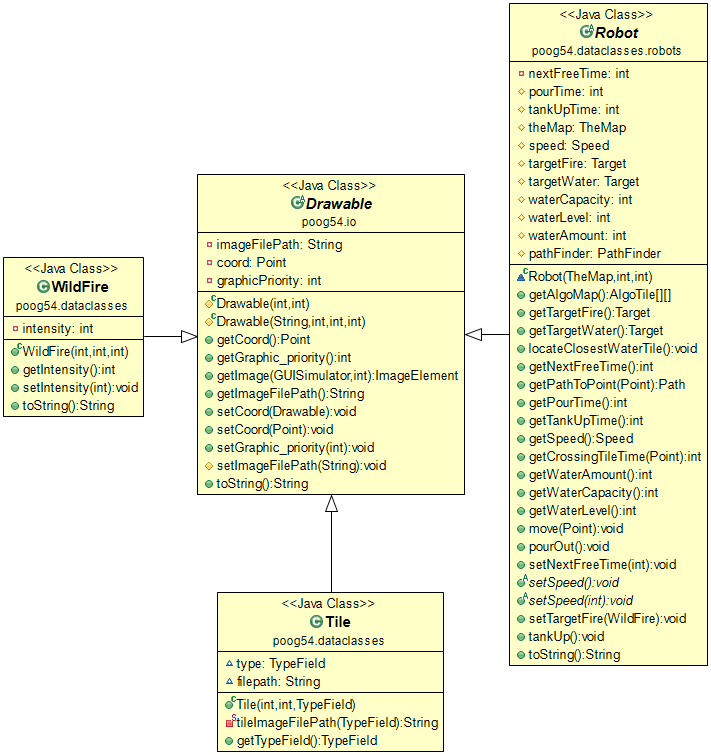 <<Java Class>>
WildFire
poog54.dataclasses
intensity: int
WildFire(int,int,int)
getIntensity():int
setIntensity(int):void
toString():String
<<Java Class>>
Drawable
poog54.io
imageFilePath: String
coord: Point
graphicPriority: int
Drawable(int,int)
Drawable(String,int,int,int)
getCoord():Point
getGraphic_priority():int
getImage(GUISimulator,int):ImageElement
getImageFilePath():String
setCoord(Drawable):void
setCoord(Point):void
setGraphic_priority(int):void
setImageFilePath(String):void
toString():String
<<Java Class>>
Tile
poog54.dataclasses
type: TypeField
filepath: String
Tile(int,int,TypeField)
tileImageFilePath(TypeField):String
getTypeField():TypeField
<<Java Class>>
Robot
poog54.dataclasses.robots
nextFreeTime: int
pourTime: int
tankUpTime: int
theMap: TheMap
speed: Speed
targetFire: Target
targetWater: Target
waterCapacity: int
waterLevel: int
waterAmount: int
pathFinder: PathFinder
Robot(TheMap,int,int)
getAlgoMap():AlgoTile[][]
getTargetFire():Target
getTargetWater():Target
locateClosestWaterTile():void
getNextFreeTime():int
getPathToPoint(Point):Path
getPourTime():int
getTankUpTime():int
getSpeed():Speed
getCrossingTileTime(Point):int
getWaterAmount():int
getWaterCapacity():int
getWaterLevel():int
move(Point):void
pourOut():void
setNextFreeTime(int):void
setSpeed():void
setSpeed(int):void
setTargetFire(WildFire):void
tankUp():void
toString():String